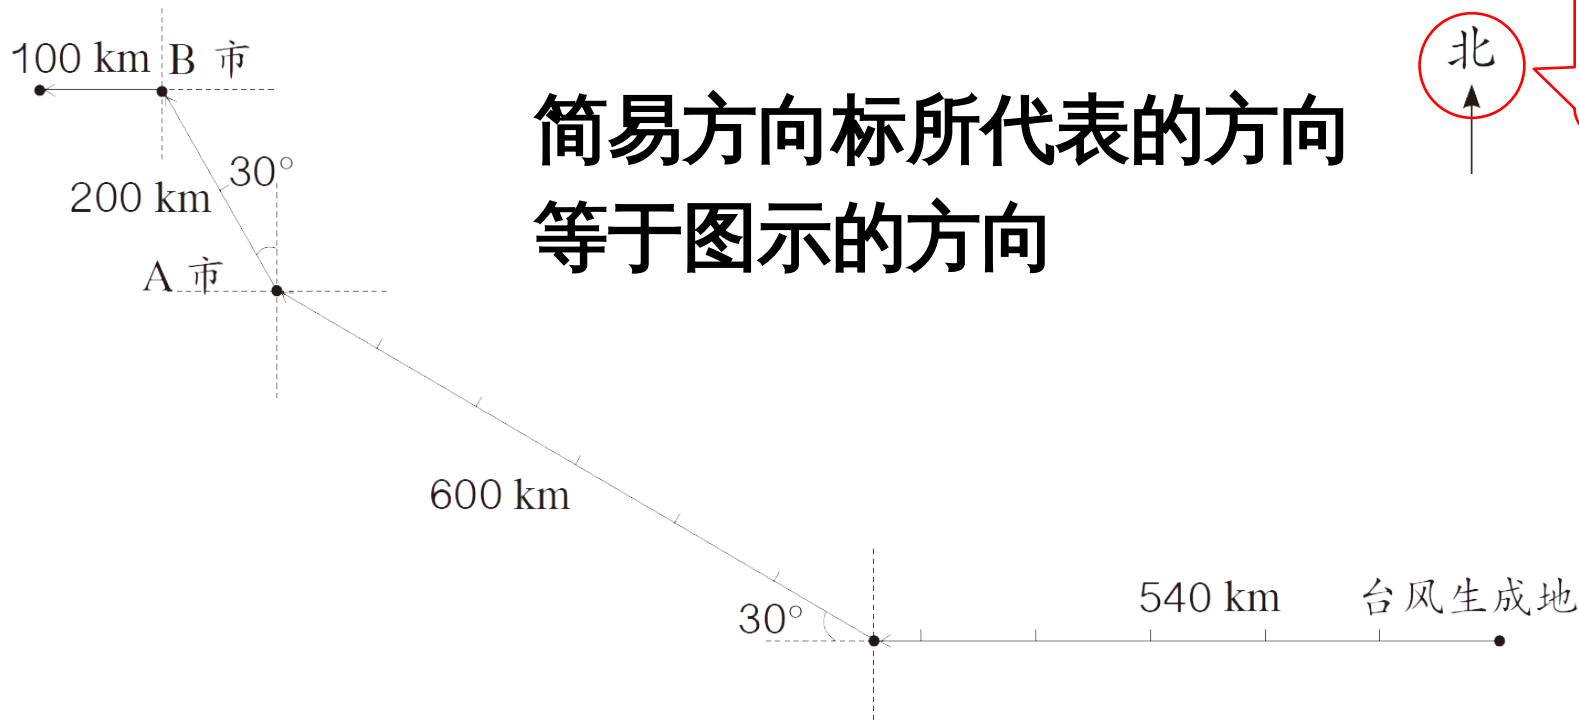 100 km
B 市
北
简易方向标所代表的方向
等于图示的方向
30°
200 km
A 市
600 km
540 km
台风生成地
30°